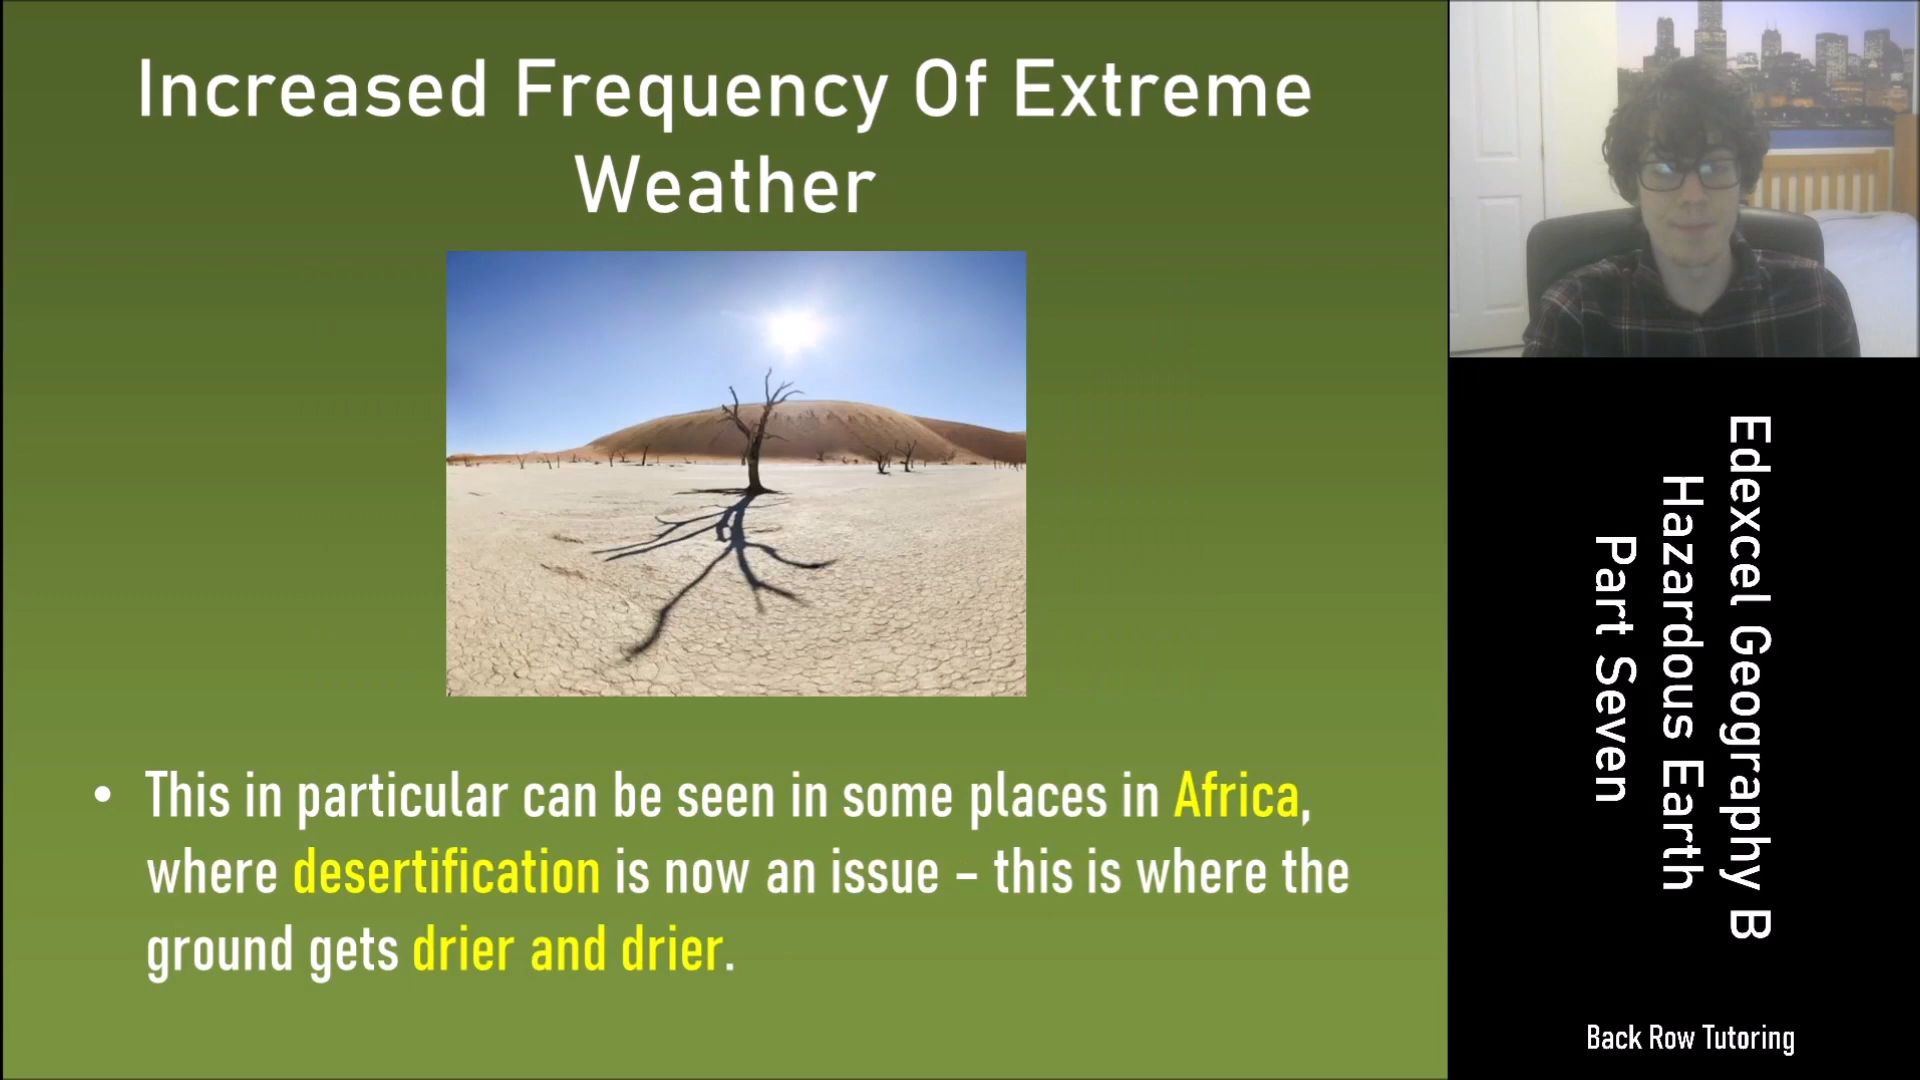 Increased Frequency Of Extreme
Weather
• This in particular can be seen in some places in Africa,
where desertification is now an issue – this is where the
ground gets drier and drier.
Edexcel Geography B
Hazardous Earth
Part Seven
Back Row Tutoring